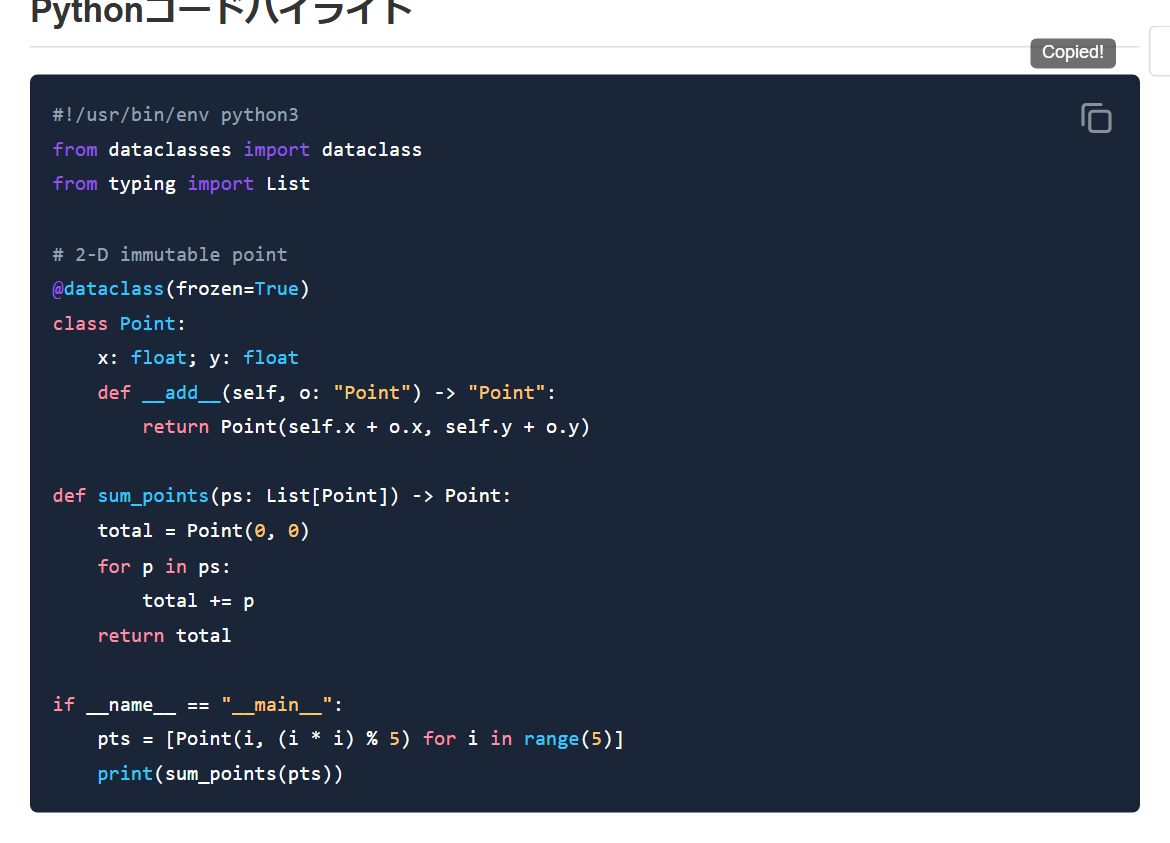 Pythonコードハイライト
Copied!
#!/usr/bin/env python3
from dataclasses import dataclass
from typing import List

# 2-D immutable point
@dataclass(frozen=True)
class Point:
    x: float; y: float
    def __add__(self, o: "Point") -> "Point":
        return Point(self.x + o.x, self.y + o.y)

def sum_points(ps: List[Point]) -> Point:
    total = Point(0, 0)
    for p in ps:
        total += p
    return total

if __name__ == "__main__":
    pts = [Point(i, (i * i) % 5) for i in range(5)]
    print(sum_points(pts))